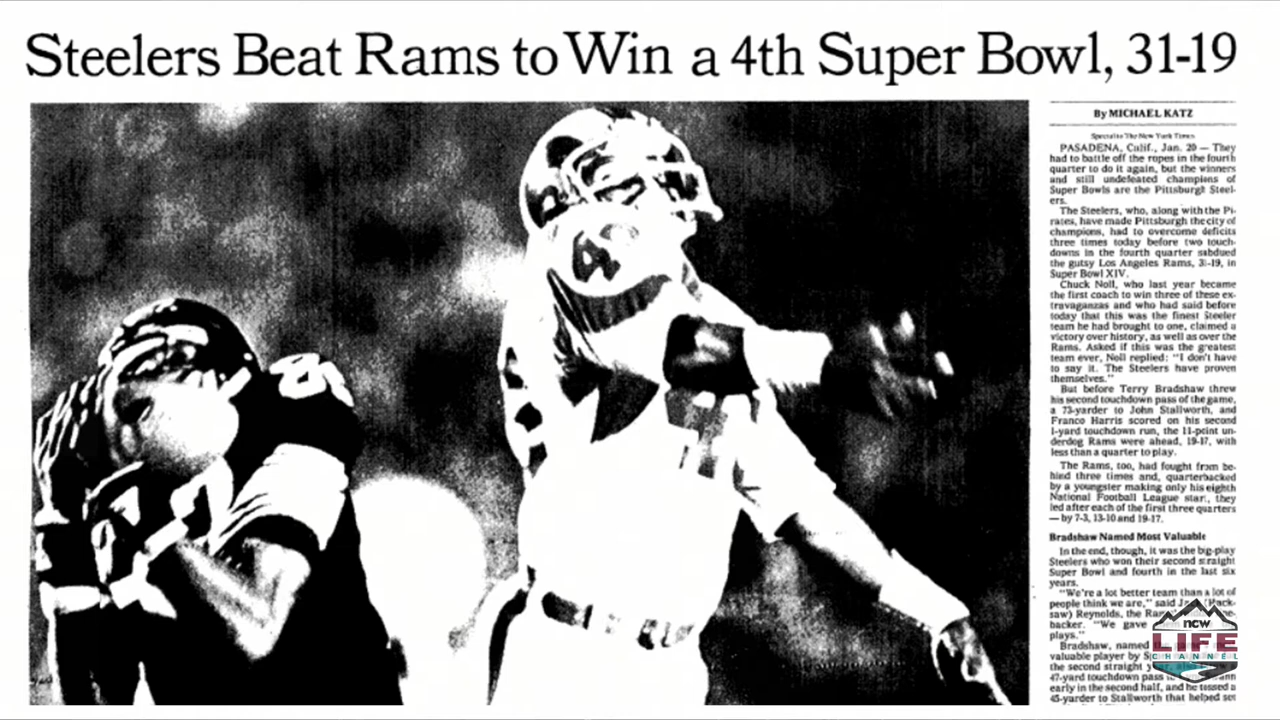 Steelers Beat Rams to Win a 4th Super Bowl, 31-19
By MICHAEL KATZ
Special to The New York Times
PASADENA, Calif., Jan. 20 — They
had to battle off the ropes in the fourth
quarter to do it again, but the winners
and still undefeated champions of
Super Bowls are the Pittsburgh Steel-
ers.
The Steelers, who, along with the Pi-
rates, have made Pittsburgh the city of
champions, had to overcome deficits
three times today before two touch-
downs in the fourth quarter subdued
the gutsy Los Angeles Rams, 31-19, in
Super Bowl XIV.
Chuck Noll, who last year became
the first coach to win three of these ex-
travaganzas and who had said before
today that this was the finest Steeler
team he had brought to one, claimed a
victory over history, as well as over the
Rams. Asked if this was the greatest
team ever, Noll replied: "I don't have
to say it. The Steelers have proven
themselves."
But before Terry Bradshaw threw
his second touchdown pass of the game,
a 73-yarder to John Stallworth, and
Franco Harris scored on his second
1-yard touchdown run, the 11-point un-
derdog Rams were ahead, 19-17, with
less than a quarter to play.
The Rams, too, had fought from be-
hind three times and, quarterbacked
by a youngster making only his eighth
National Football League start, they
led after each of the first three quarters
— by 7-3, 13-10 and 19-17.
Bradshaw Named Most Valuable
In the end, though, it was the big-play
Steelers who won their second straight
Super Bowl and fourth in the last six
years.
"We're a lot better team than a lot of
people think we are," said Jack (Hack-
saw) Reynolds, the Rams'
backer. "We gave
plays."
Bradshaw, named
valuable player by
the second straight
47-yard touchdown pass
early in the second half, and he tossed a
45-yarder to Stallworth that helped set
4
ncw
LIFE
CHANNEL